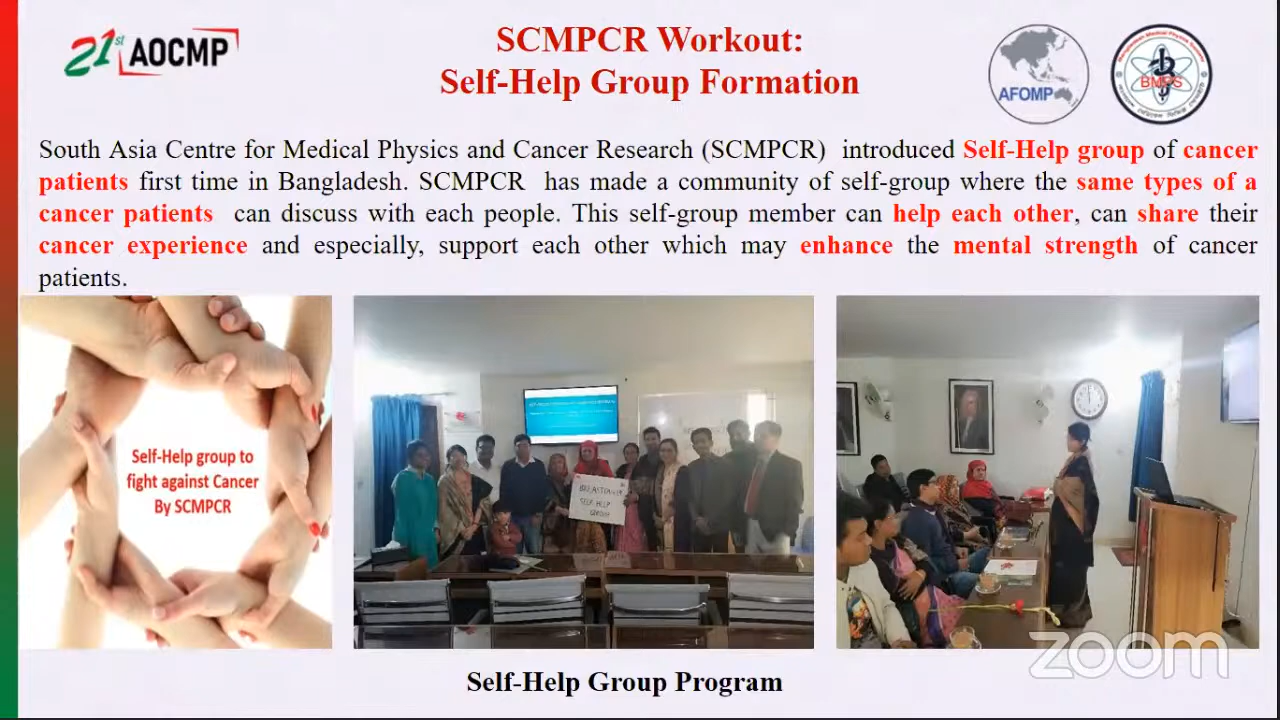 21st AOCMP
SCMPCR Workout:
Self-Help Group Formation
AFOMP
BMPS
South Asia Centre for Medical Physics and Cancer Research (SCMPCR) introduced Self-Help group of cancer
patients first time in Bangladesh. SCMPCR has made a community of self-group where the same types of a
cancer patients can discuss with each people. This self-group member can help each other, can share their
cancer experience and especially, support each other which may enhance the mental strength of cancer
patients.
Self-Help group to
fight against Cancer
By SCMPCR
BREAST CANCER
SELF-HELP
GROUP
Self-Help Group Program
zoom